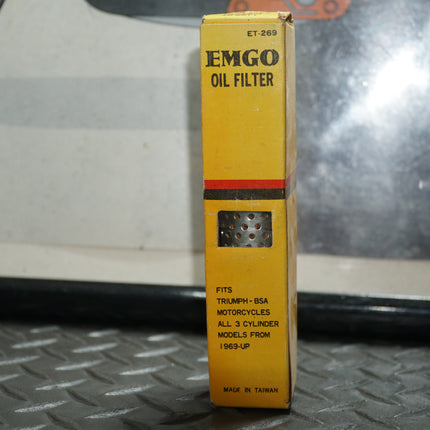 ET-269
EMGO
OIL FILTER
FITS
TRIUMPH-BSA
MOTORCYCLES
ALL 3 CYLINDER
MODELS FROM
1969-UP
MADE IN TAIWAN